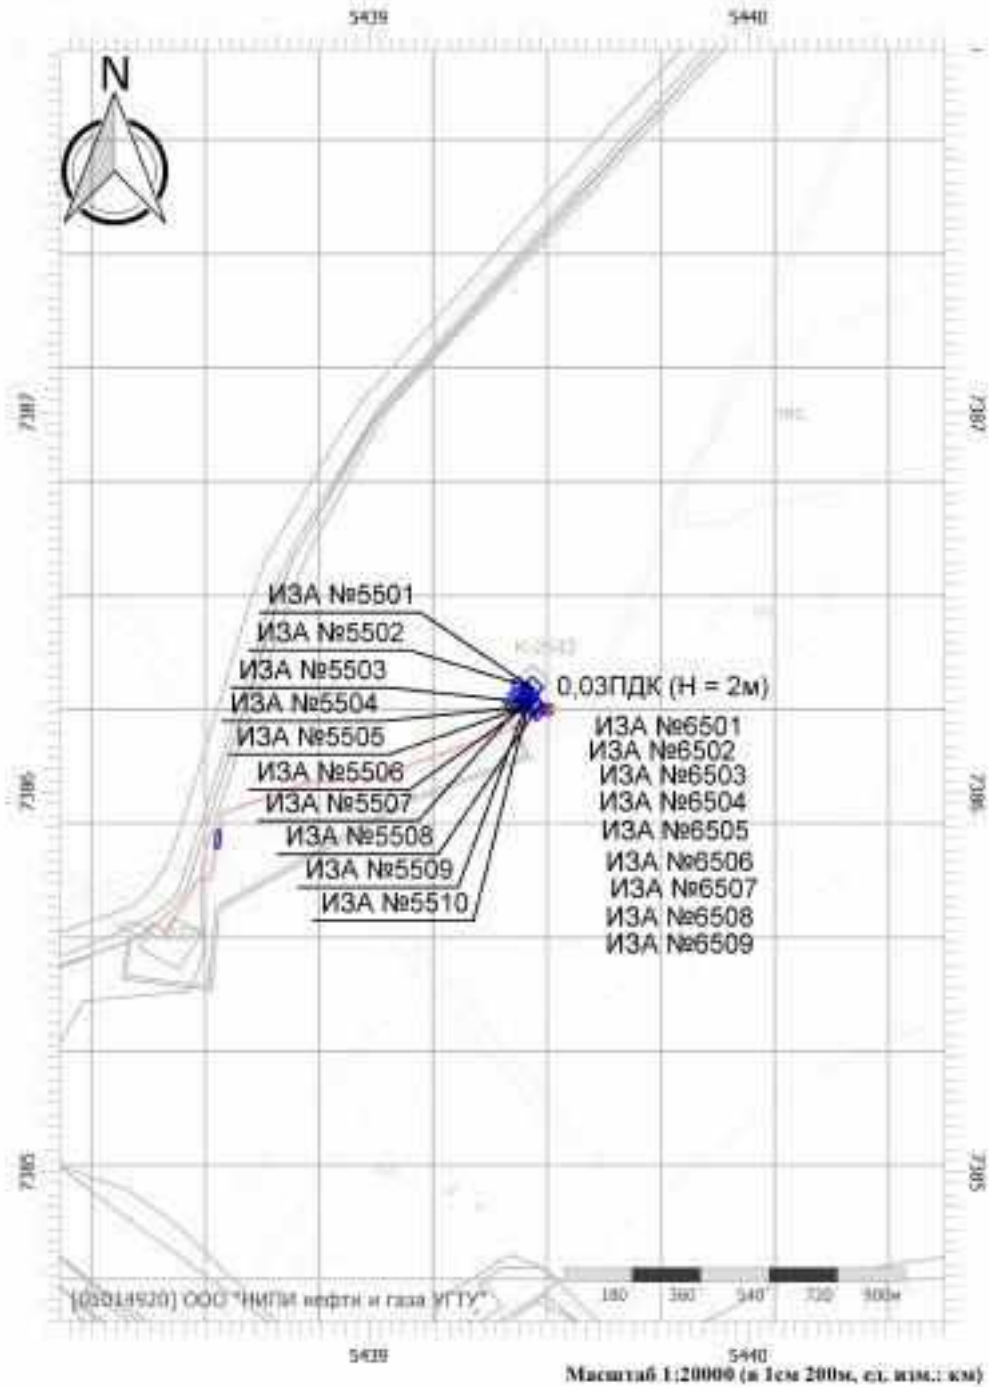 5439 5440
N
7387 7387
ИЗА №5501
ИЗА №5502
ИЗА №5503
ИЗА №5504
ИЗА №5505
ИЗА №5506
ИЗА №5507
ИЗА №5508
ИЗА №5509
ИЗА №5510
0,03ПДК (Н = 2м)
ИЗА №6501
ИЗА №6502
ИЗА №6503
ИЗА №6504
ИЗА №6505
ИЗА №6506
ИЗА №6507
ИЗА №6508
ИЗА №6509
7386 7386
7385 7385
[05014920] ООО "НИПИ нефти и газа УГТУ"
180 360 540 720 900м
5439 5440
Масштаб 1:20000 (в 1см 200м, ед. изм.: км)